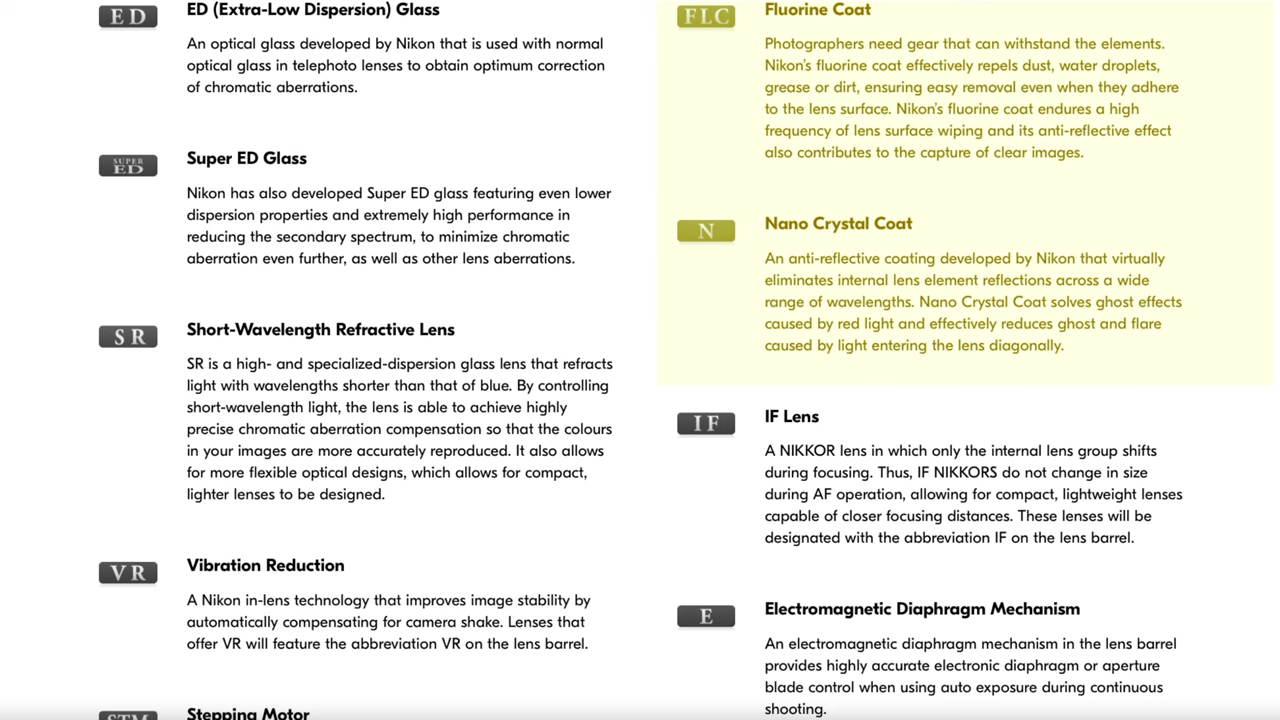 ED
ED (Extra-Low Dispersion) Glass
An optical glass developed by Nikon that is used with normal
optical glass in telephoto lenses to obtain optimum correction
of chromatic aberrations.
SUPER
ED
Super ED Glass
Nikon has also developed Super ED glass featuring even lower
dispersion properties and extremely high performance in
reducing the secondary spectrum, to minimize chromatic
aberration even further, as well as other lens aberrations.
SR
Short-Wavelength Refractive Lens
SR is a high- and specialized-dispersion glass lens that refracts
light with wavelengths shorter than that of blue. By controlling
short-wavelength light, the lens is able to achieve highly
precise chromatic aberration compensation so that the colours
in your images are more accurately reproduced. It also allows
for more flexible optical designs, which allows for compact,
lighter lenses to be designed.
VR
Vibration Reduction
A Nikon in-lens technology that improves image stability by
automatically compensating for camera shake. Lenses that
offer VR will feature the abbreviation VR on the lens barrel.
STM
Stepping Motor
FLC
Fluorine Coat
Photographers need gear that can withstand the elements.
Nikon's fluorine coat effectively repels dust, water droplets,
grease or dirt, ensuring easy removal even when they adhere
to the lens surface. Nikon's fluorine coat endures a high
frequency of lens surface wiping and its anti-reflective effect
also contributes to the capture of clear images.
N
Nano Crystal Coat
An anti-reflective coating developed by Nikon that virtually
eliminates internal lens element reflections across a wide
range of wavelengths. Nano Crystal Coat solves ghost effects
caused by red light and effectively reduces ghost and flare
caused by light entering the lens diagonally.
IF
IF Lens
A NIKKOR lens in which only the internal lens group shifts
during focusing. Thus, IF NIKKORS do not change in size
during AF operation, allowing for compact, lightweight lenses
capable of closer focusing distances. These lenses will be
designated with the abbreviation IF on the lens barrel.
E
Electromagnetic Diaphragm Mechanism
An electromagnetic diaphragm mechanism in the lens barrel
provides highly accurate electronic diaphragm or aperture
blade control when using auto exposure during continuous
shooting.